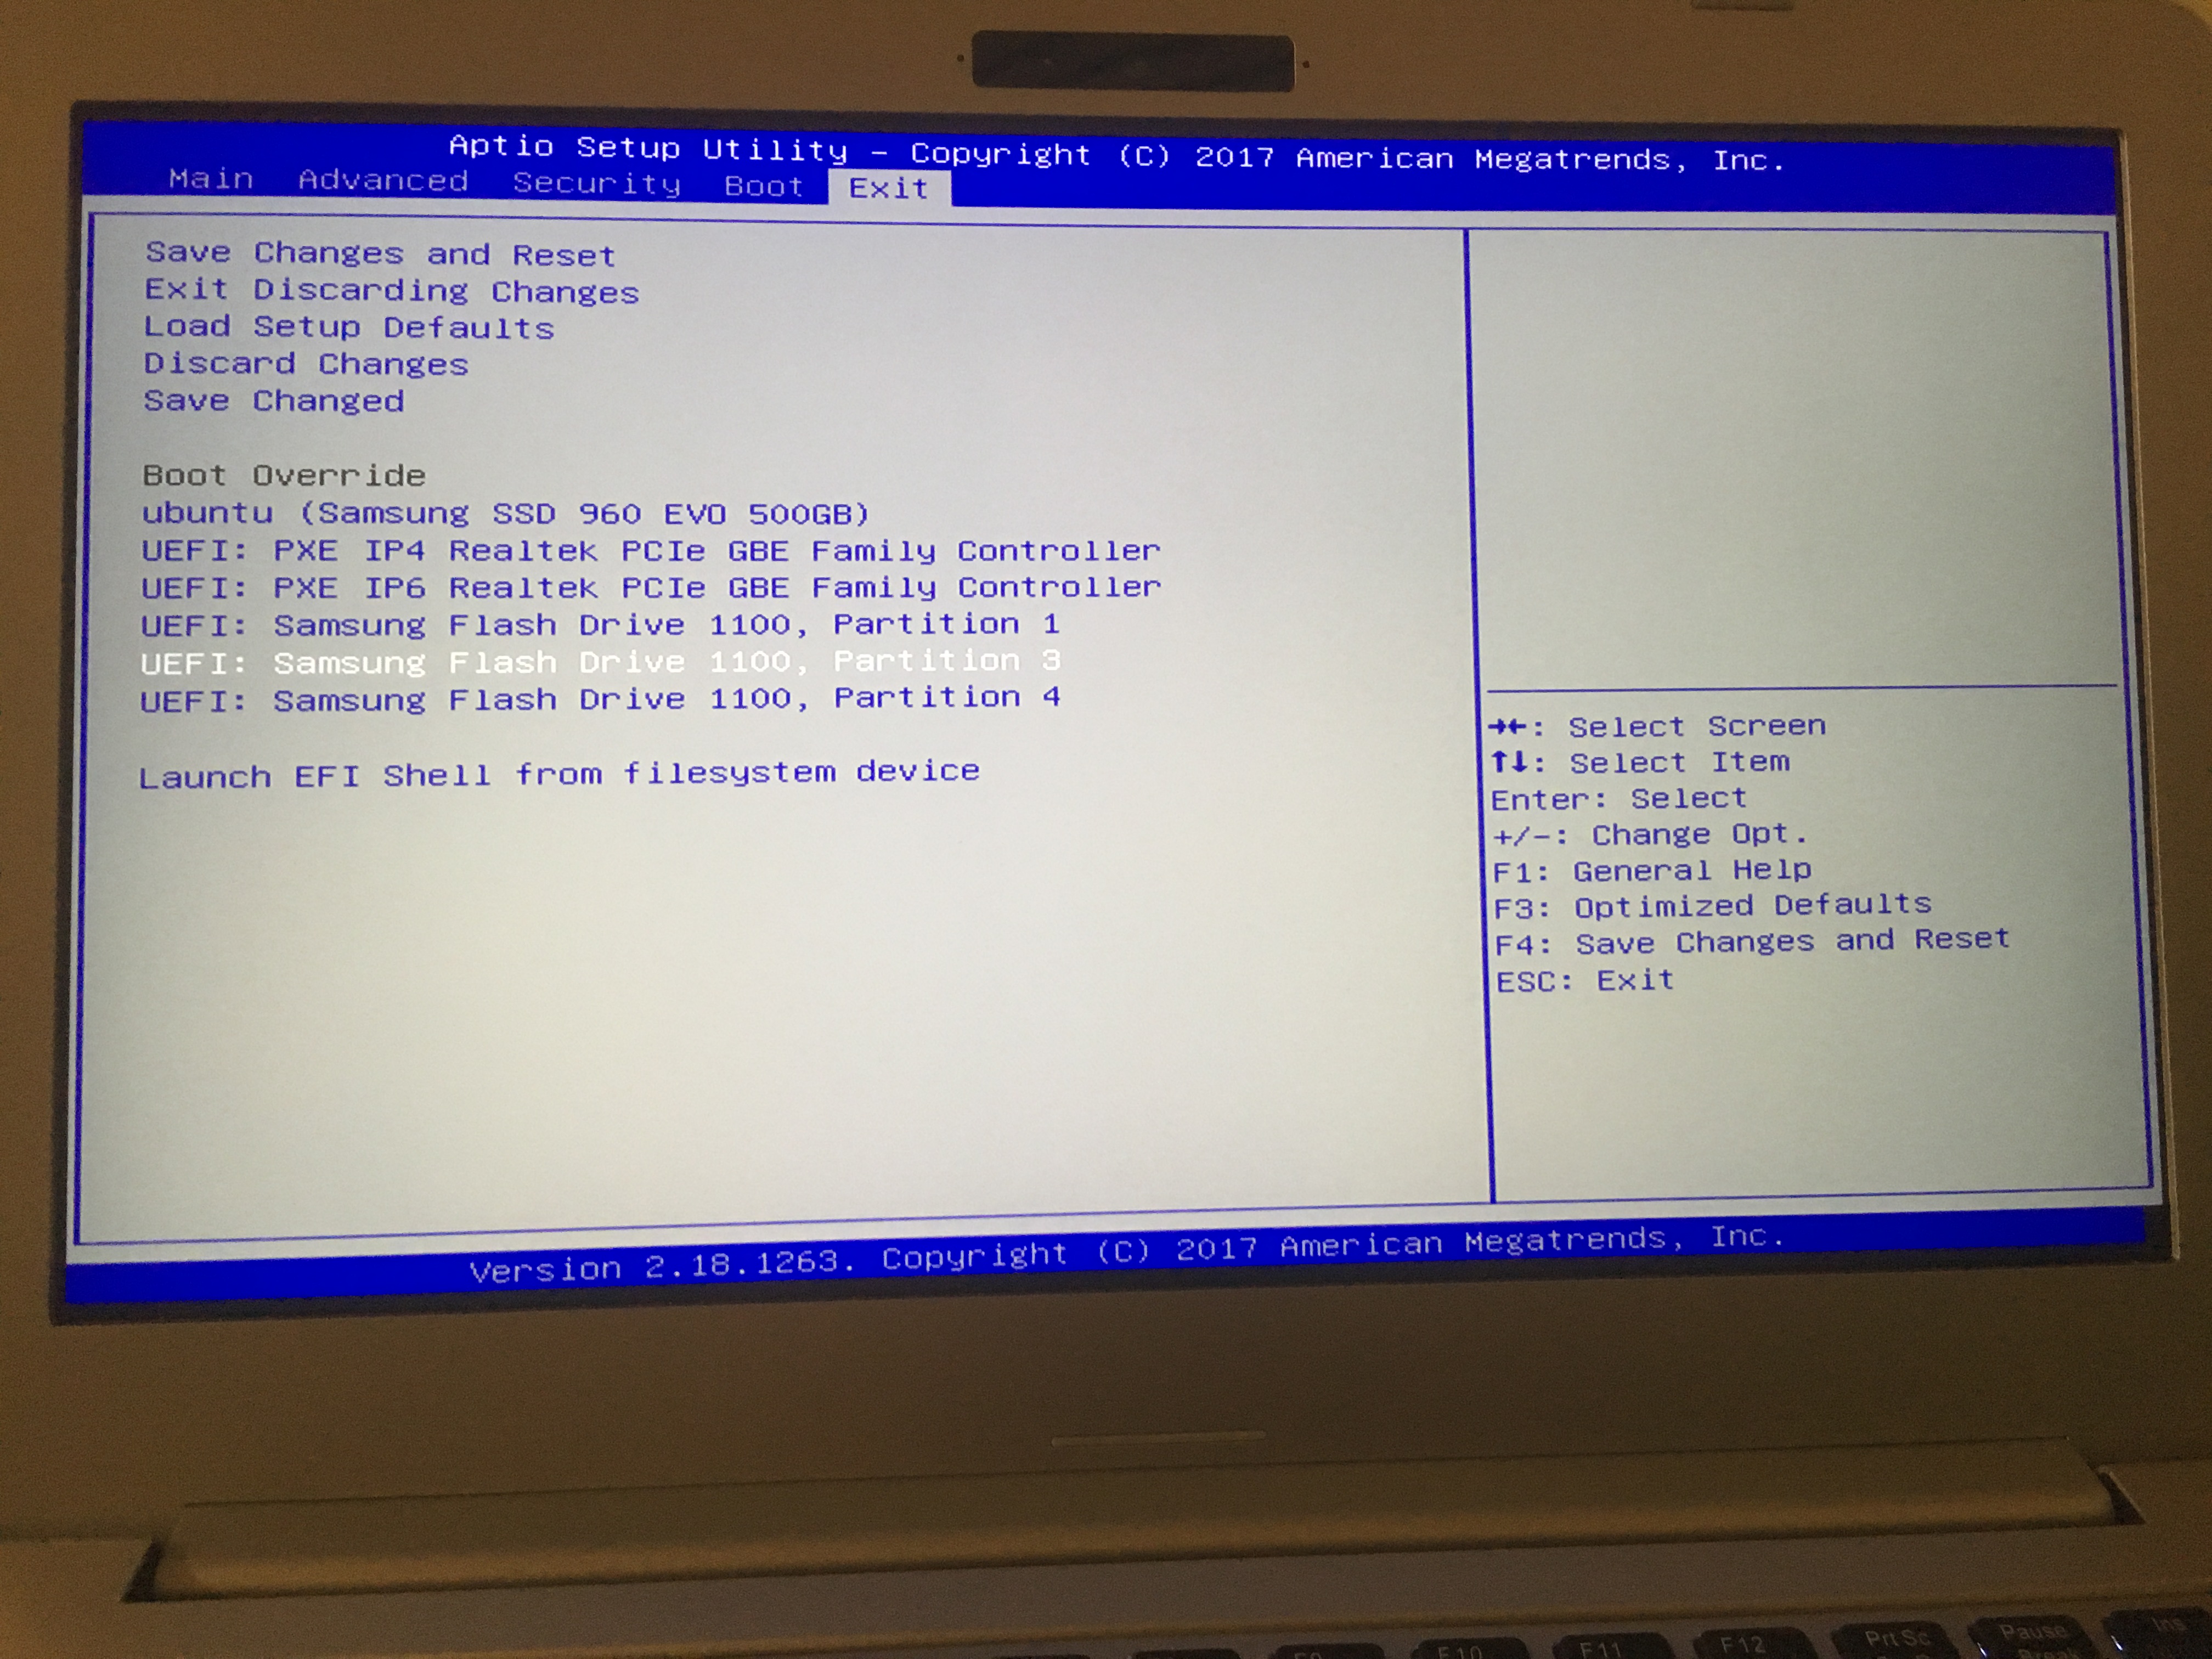 Aptio Setup Utility – Copyright (C) 2017 American Megatrends, Inc.
Main Advanced Security Boot Exit
Save Changes and Reset
Exit Discarding Changes
Load Setup Defaults
Discard Changes
Save Changed
Boot Override
ubuntu (Samsung SSD 960 EVO 500GB)
UEFI: PXE IP4 Realtek PCIe GBE Family Controller
UEFI: PXE IP6 Realtek PCIe GBE Family Controller
UEFI: Samsung Flash Drive 1100, Partition 1
UEFI: Samsung Flash Drive 1100, Partition 3
UEFI: Samsung Flash Drive 1100, Partition 4
Launch EFI Shell from filesystem device
→←: Select Screen
↑↓: Select Item
Enter: Select
+/-: Change Opt.
F1: General Help
F3: Optimized Defaults
F4: Save Changes and Reset
ESC: Exit
Version 2.18.1263. Copyright (C) 2017 American Megatrends, Inc.
F9 F10 F11 F12 Prt Sc Pause Ins